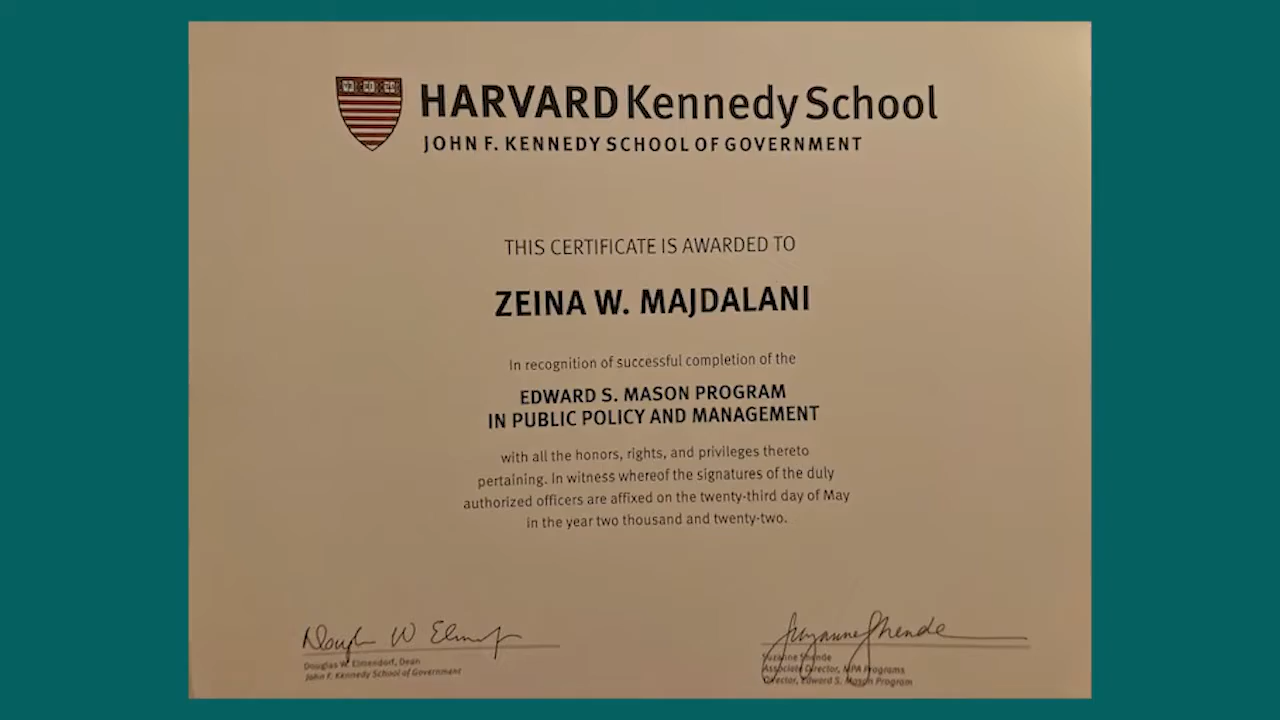 HARVARD Kennedy School
JOHN F. KENNEDY SCHOOL OF GOVERNMENT
THIS CERTIFICATE IS AWARDED TO
ZEINA W. MAJDALANI
In recognition of successful completion of the
EDWARD S. MASON PROGRAM
IN PUBLIC POLICY AND MANAGEMENT
with all the honors, rights, and privileges thereto
pertaining. In witness whereof the signatures of the duly
authorized officers are affixed on the twenty-third day of May
in the year two thousand and twenty-two.
Douglas W. Elmendorf, Dean
John F. Kennedy School of Government
Suzanne Shende
Suzanne Shende
Associate Director, MPA Programs
Director, Edward S. Mason Program